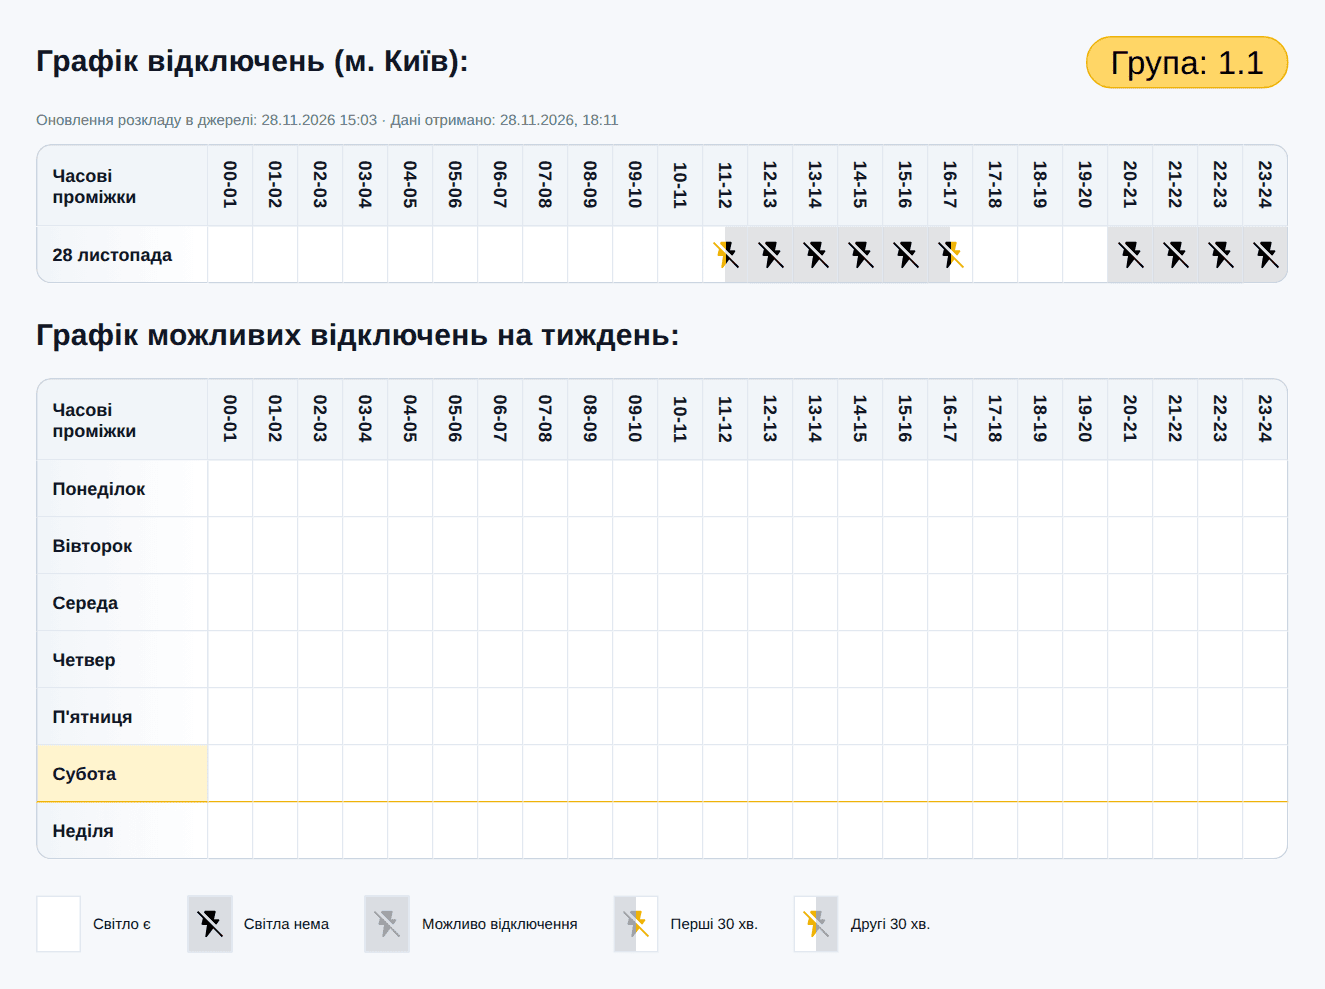 Графік відключень (м. Київ):
Група: 1.1
Оновлення розкладу в джерелі: 28.11.2026 15:03 · Дані отримано: 28.11.2026, 18:11
Часові
проміжки
00-01 01-02 02-03 03-04 04-05 05-06 06-07 07-08 08-09 09-10 10-11 11-12 12-13 13-14 14-15 15-16 16-17 17-18 18-19 19-20 20-21 21-22 22-23 23-24
28 листопада
Графік можливих відключень на тиждень:
Часові
проміжки
00-01 01-02 02-03 03-04 04-05 05-06 06-07 07-08 08-09 09-10 10-11 11-12 12-13 13-14 14-15 15-16 16-17 17-18 18-19 19-20 20-21 21-22 22-23 23-24
Понеділок
Вівторок
Середа
Четвер
П'ятниця
Субота
Неділя
Світло є Світла нема Можливо відключення Перші 30 хв. Другі 30 хв.